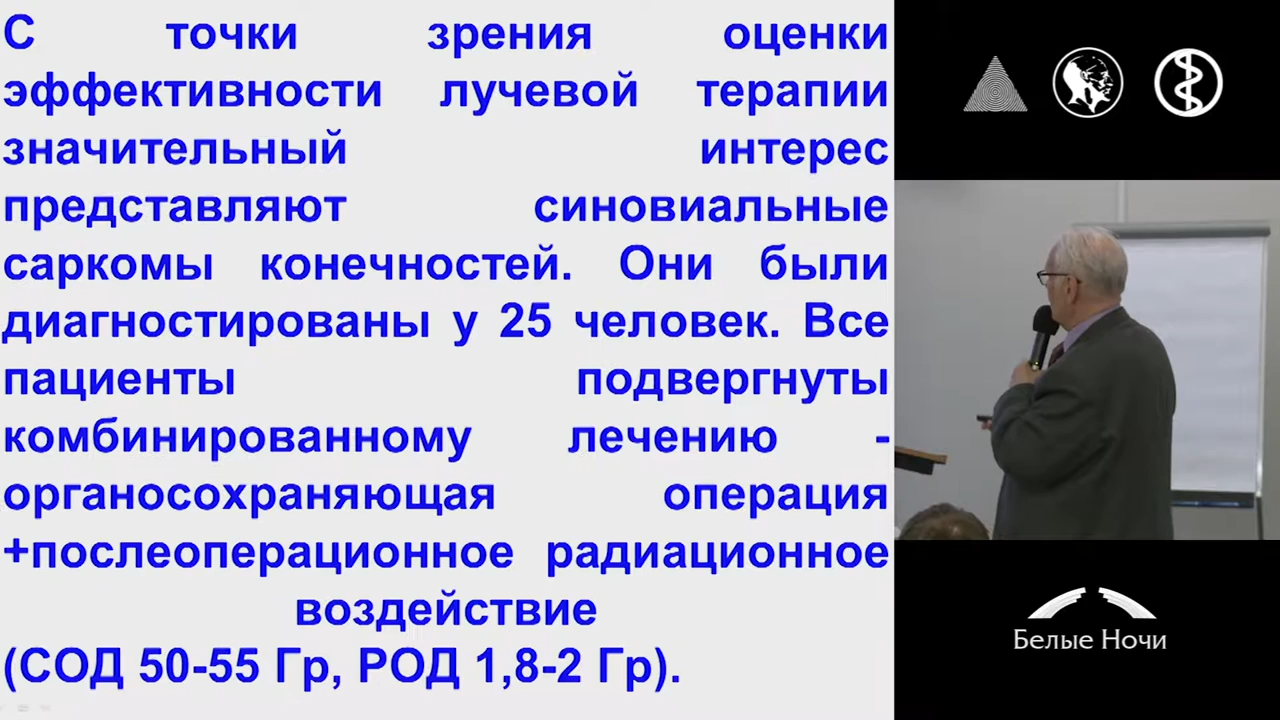 С точки зрения оценки
эффективности лучевой терапии
значительный интерес
представляют синовиальные
саркомы конечностей. Они были
диагностированы у 25 человек. Все
пациенты подвергнуты
комбинированному лечению -
органосохраняющая операция
+послеоперационное радиационное
воздействие
(СОД 50-55 Гр, РОД 1,8-2 Гр).
Белые Ночи